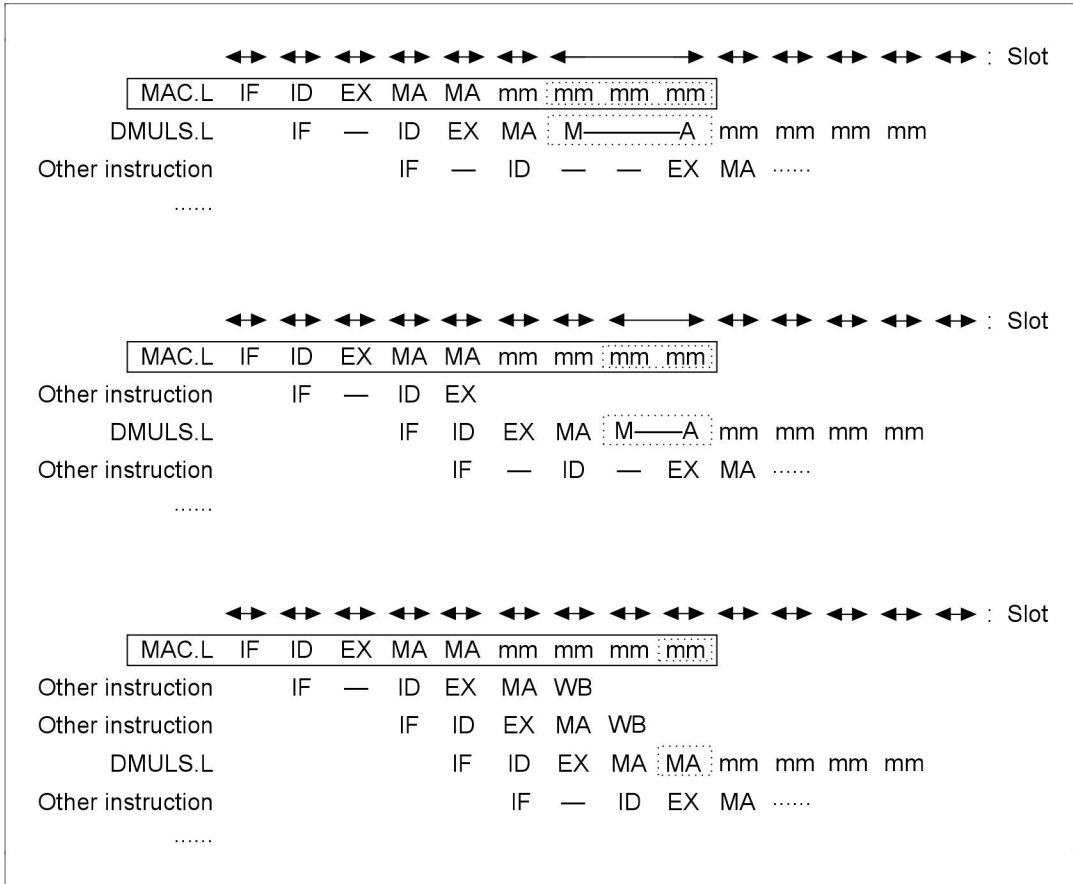 : Slot
MAC.L IF ID EX MA MA mm mm mm mm
DMULS.L IF — ID EX MA M——A mm mm mm mm
Other instruction IF — ID — — EX MA ······
······
: Slot
MAC.L IF ID EX MA MA mm mm mm mm
Other instruction IF — ID EX
DMULS.L IF ID EX MA M——A mm mm mm mm
Other instruction IF — ID — EX MA ······
······
: Slot
MAC.L IF ID EX MA MA mm mm mm mm
Other instruction IF — ID EX MA WB
Other instruction IF ID EX MA WB
DMULS.L IF ID EX MA MA mm mm mm mm
Other instruction IF — ID EX MA ······
······